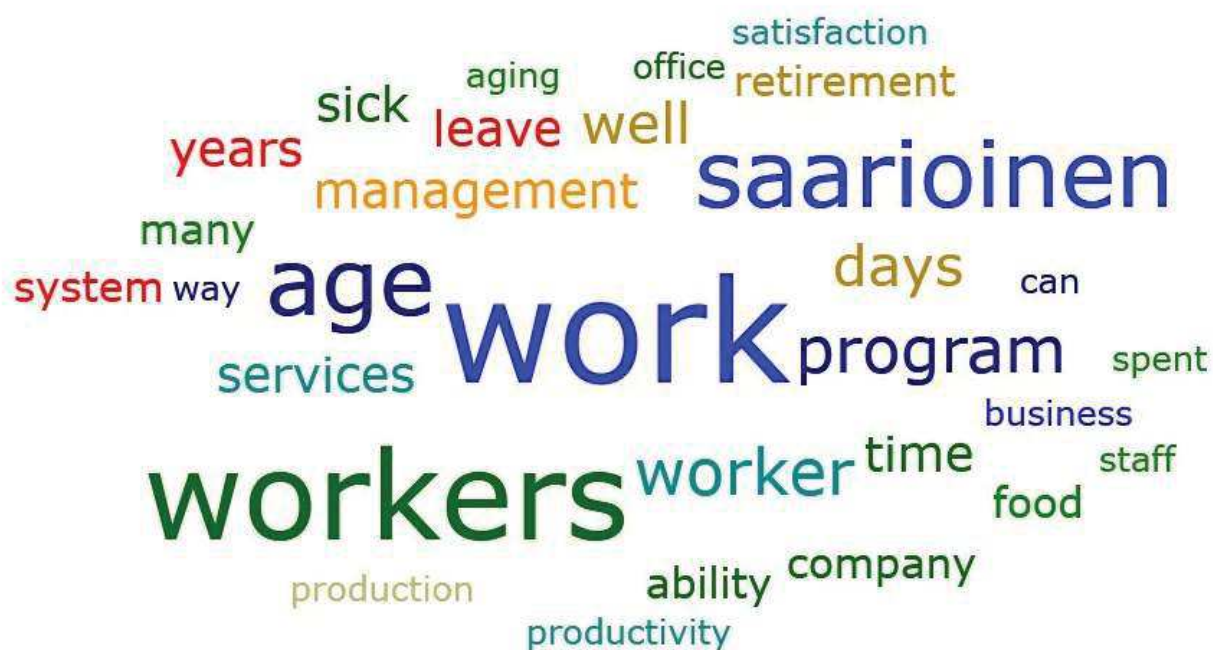 satisfaction
aging office retirement
sick leave well
years management saarioinen
many
system way age work days can
services program spent
business
workers worker time staff
food
production ability company
productivity